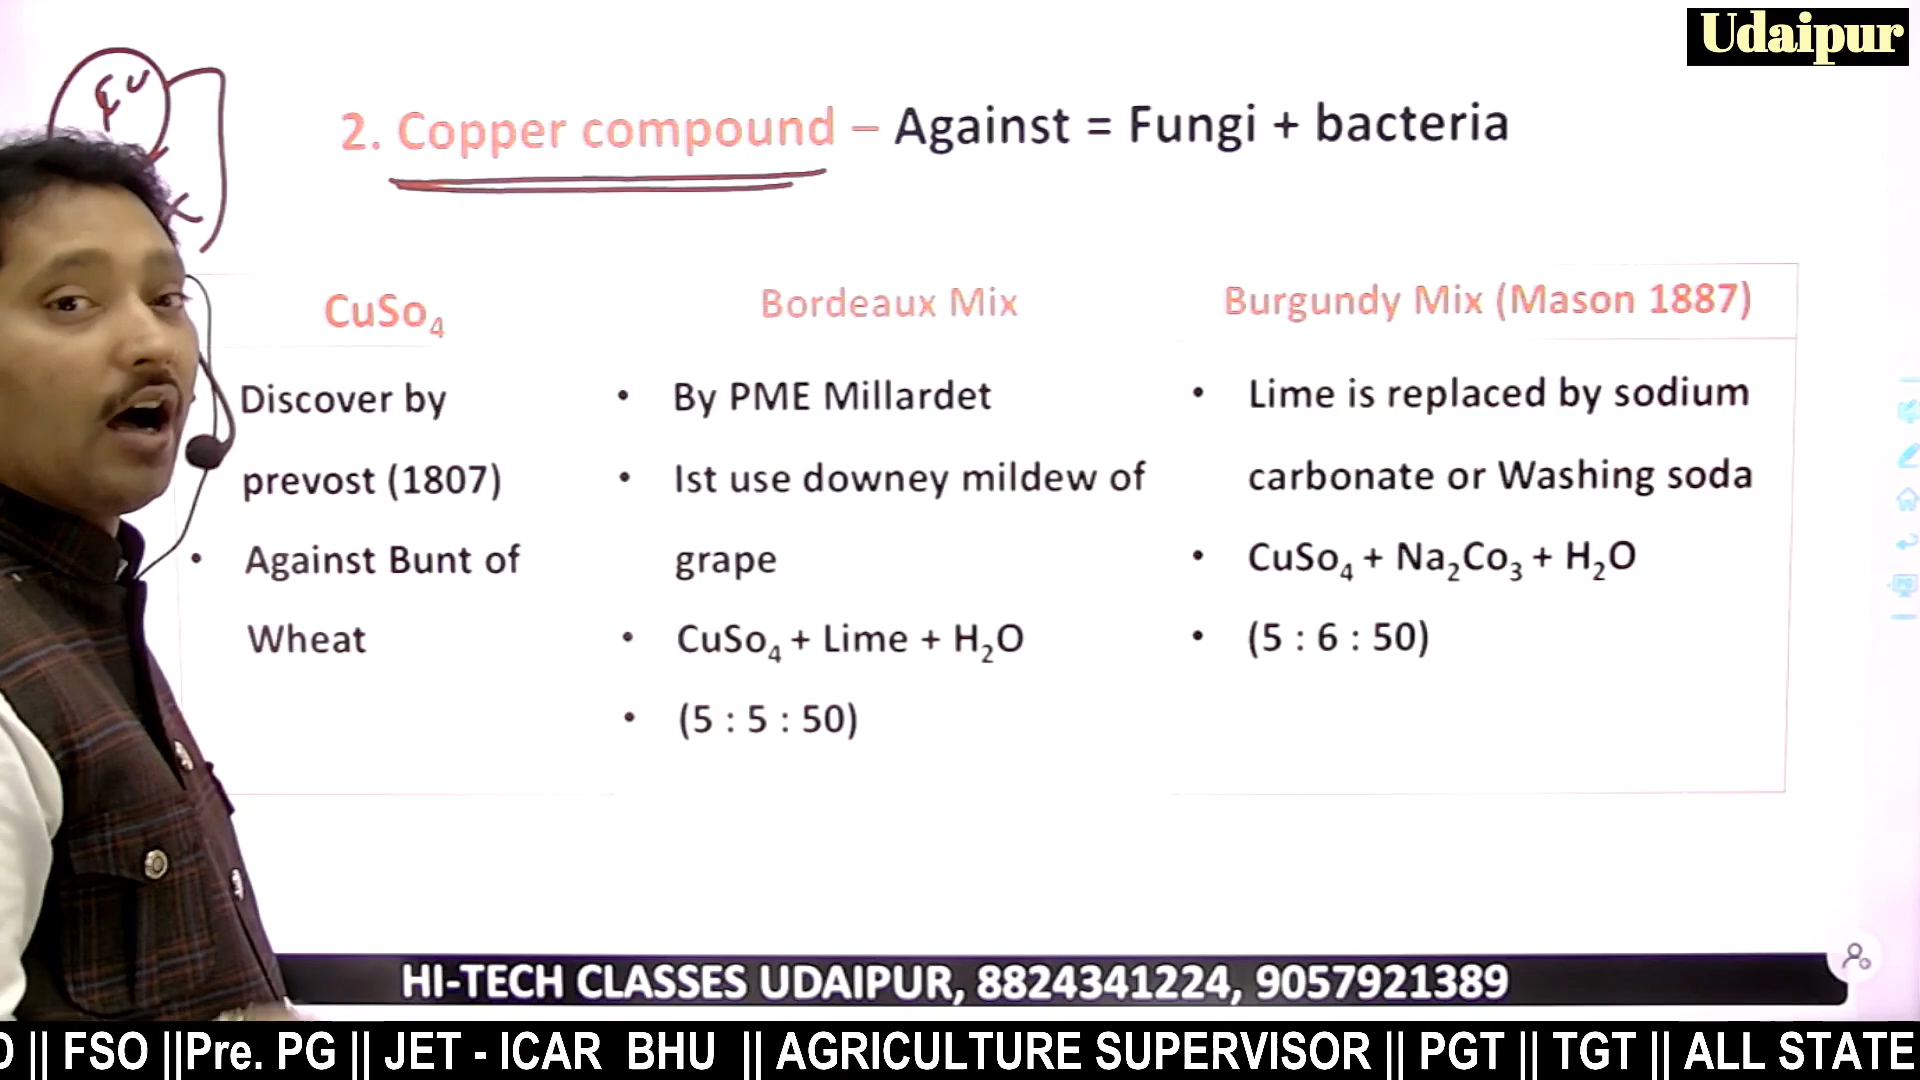 Udaipur
2. Copper compound – Against = Fungi + bacteria
CuSo₄
Discover by
prevost (1807)
• Against Bunt of
Wheat
Bordeaux Mix
• By PME Millardet
• Ist use downey mildew of
grape
• CuSo₄ + Lime + H₂O
• (5 : 5 : 50)
Burgundy Mix (Mason 1887)
• Lime is replaced by sodium
carbonate or Washing soda
• CuSo₄ + Na₂Co₃ + H₂O
• (5 : 6 : 50)
HI-TECH CLASSES UDAIPUR, 8824341224, 9057921389
|| FSO ||Pre. PG || JET - ICAR BHU || AGRICULTURE SUPERVISOR || PGT || TGT || ALL STATE